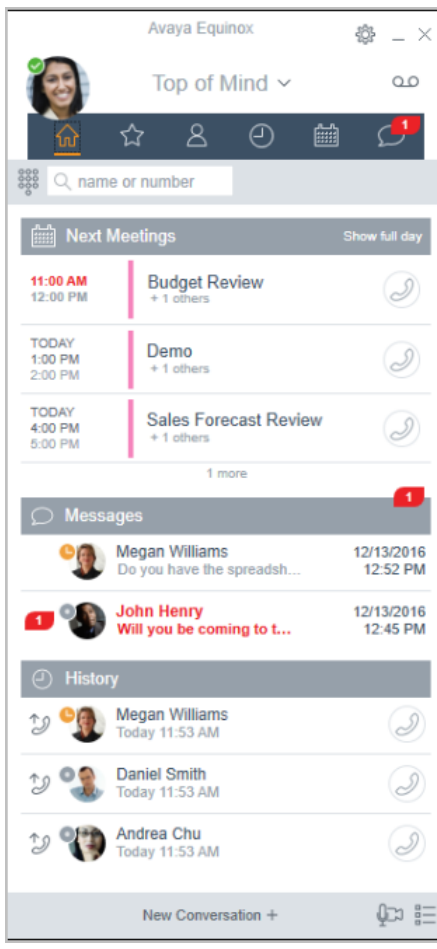 Avaya Equinox
Top of Mind
1
name or number
Next Meetings Show full day
11:00 AM
12:00 PM
Budget Review
+ 1 others
TODAY
1:00 PM
2:00 PM
Demo
+ 1 others
TODAY
4:00 PM
5:00 PM
Sales Forecast Review
+ 1 others
1 more
1
Messages
Megan Williams
Do you have the spreadsh...
12/13/2016
12:52 PM
1
John Henry
Will you be coming to t...
12/13/2016
12:45 PM
History
Megan Williams
Today 11:53 AM
Daniel Smith
Today 11:53 AM
Andrea Chu
Today 11:53 AM
New Conversation +